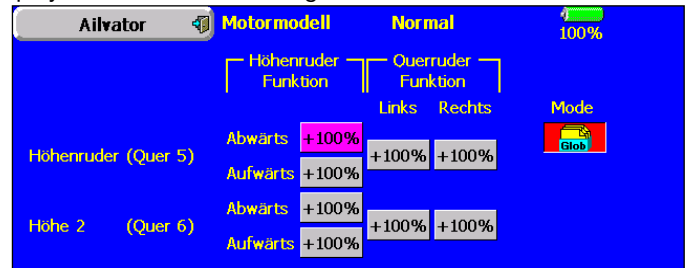 Ailvator Motormodell Normal 100%
Höhenruder Querruder
Funktion Funktion
Links Rechts Mode
Abwärts +100% Glob
Höhenruder (Quer 5) +100% +100%
Aufwärts +100%
Abwärts +100%
Höhe 2 (Quer 6) +100% +100%
Aufwärts +100%